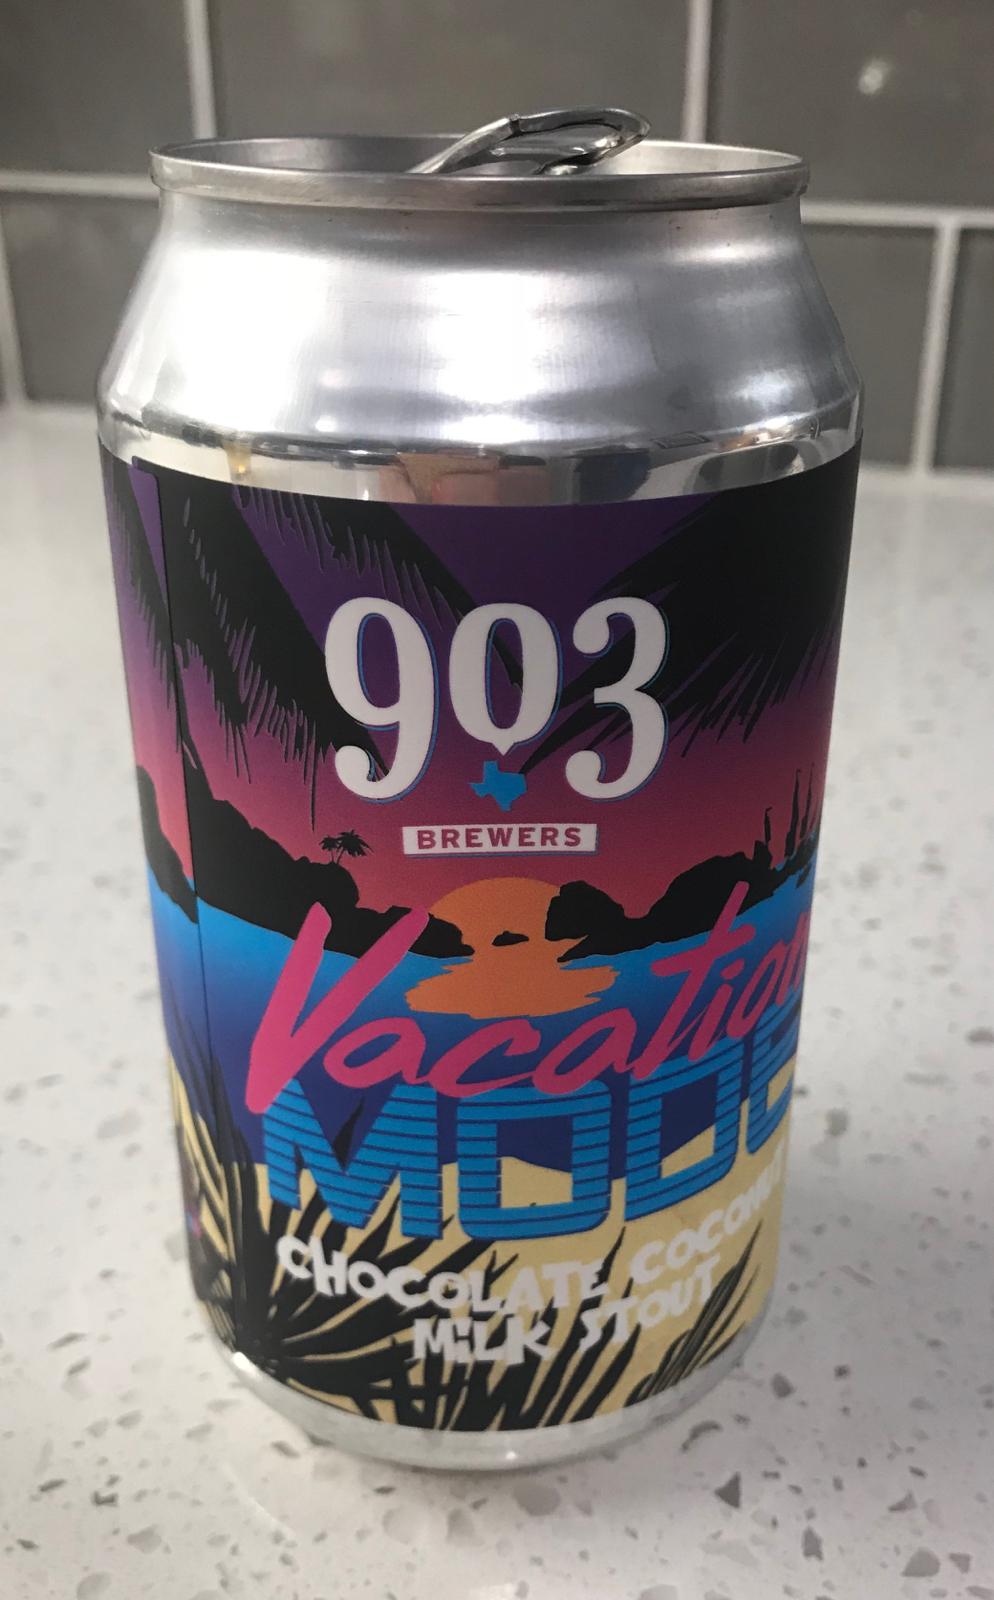 903
BREWERS
Vacation
MODE
CHOCOLATE COCONUT
MILK STOUT